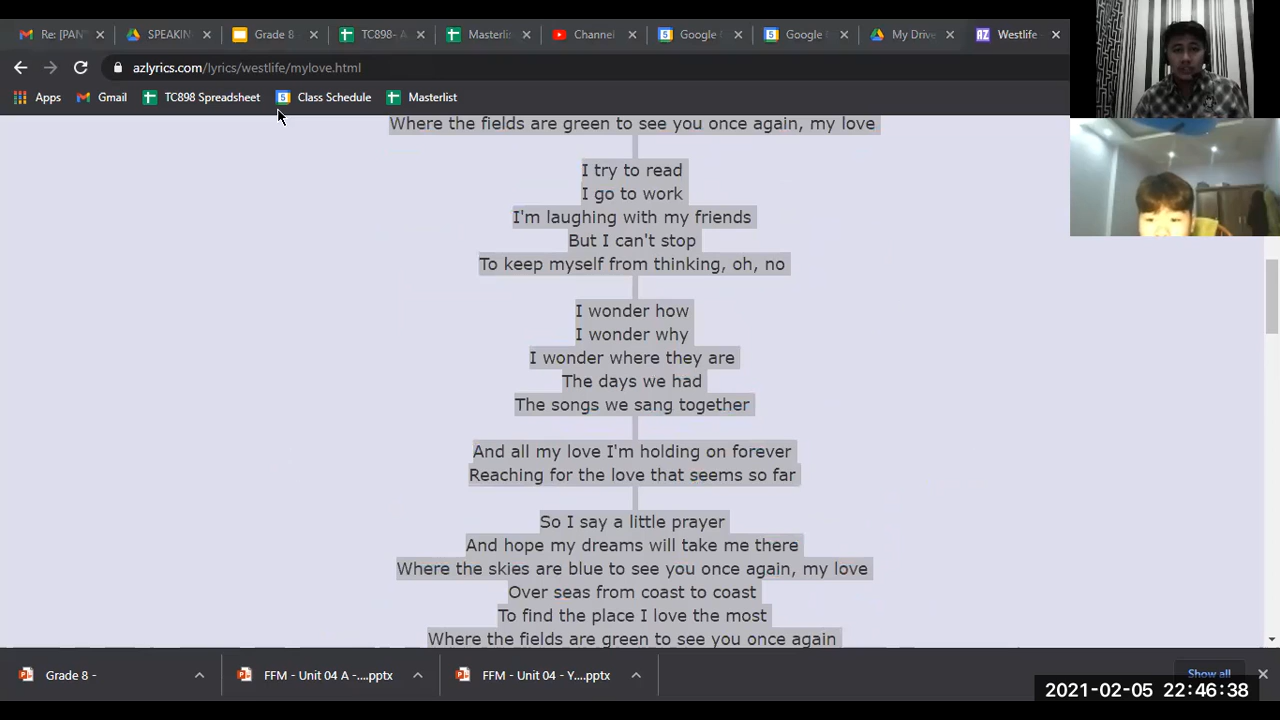 Re: [PAN
SPEAKIN
Grade 8
TC898- A
Masterlis
Channel
Google
Google
My Drive
Westlife -
azlyrics.com/lyrics/westlife/mylove.html
Apps
Gmail
TC898 Spreadsheet
Class Schedule
Masterlist
Where the fields are green to see you once again, my love
I try to read
I go to work
I'm laughing with my friends
But I can't stop
To keep myself from thinking, oh, no
I wonder how
I wonder why
I wonder where they are
The days we had
The songs we sang together
And all my love I'm holding on forever
Reaching for the love that seems so far
So I say a little prayer
And hope my dreams will take me there
Where the skies are blue to see you once again, my love
Over seas from coast to coast
To find the place I love the most
Where the fields are green to see you once again
Grade 8 -
FFM - Unit 04 A -....pptx
FFM - Unit 04 - Y....pptx
Show all
2021-02-05 22:46:38